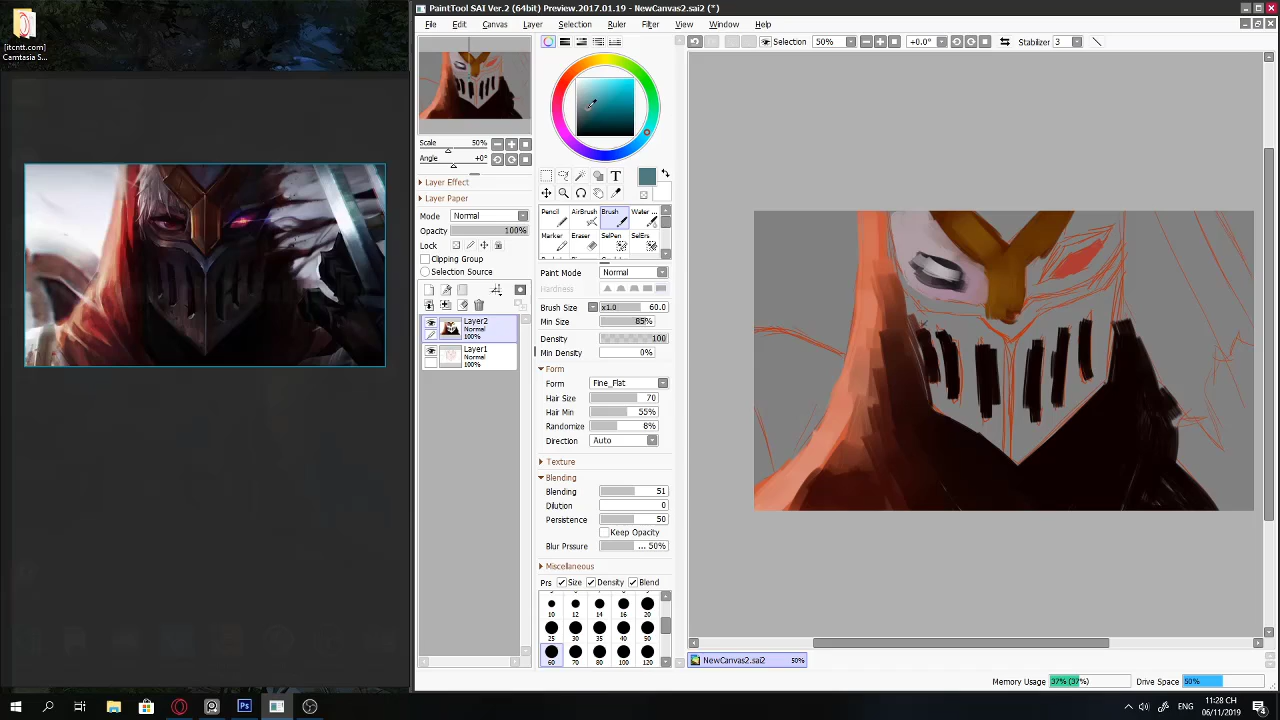 [itcntt.com]
Camtasia S...
PaintTool SAI Ver.2 (64bit) Preview.2017.01.19 - NewCanvas2.sai2 (*)
File Edit Canvas Layer Selection Ruler Filter View Window Help
Selection 50% +0.0° Stabilizer 3
Scale 50%
Angle +0°
Layer Effect
Layer Paper
Mode Normal
Opacity 100%
Lock
Clipping Group
Selection Source
Layer2
Normal
100%
Layer1
Normal
100%
T
Pencil AirBrush Brush Water ...
Marker Eraser SelPen SelErs
Paint Mode Normal
Hardness
Brush Size x1.0 60.0
Min Size 85%
Density 100
Min Density 0%
Form
Form Fine_Flat
Hair Size 70
Hair Min 55%
Randomize 8%
Direction Auto
Texture
Blending
Blending 51
Dilution 0
Persistence 50
Keep Opacity
Blur Prssure ... 50%
Miscellaneous
Prs Size Density Blend
10 12 14 16 20
25 30 35 40 50
60 70 80 100 120
NewCanvas2.sai2 50%
Memory Usage 37% (37%) Drive Space 50%
Ps
ENG
11:28 CH
06/11/2019
4